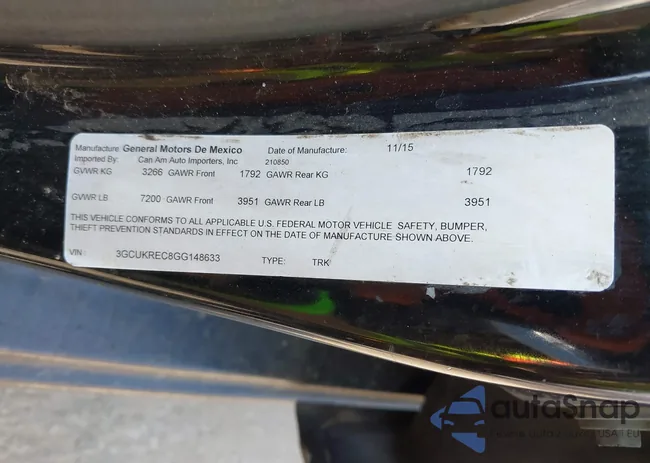 Manufacture: General Motors De Mexico Date of Manufacture: 11/15
Imported By: Can Am Auto Importers, Inc 210850
GVWR KG 3266 GAWR Front 1792 GAWR Rear KG 1792
GVWR LB 7200 GAWR Front 3951 GAWR Rear LB 3951
THIS VEHICLE CONFORMS TO ALL APPLICABLE U.S. FEDERAL MOTOR VEHICLE SAFETY, BUMPER,
THEFT PREVENTION STANDARDS IN EFFECT ON THE DATE OF MANUFACTURE SHOWN ABOVE.
VIN: 3GCUKREC8GG148633 TYPE: TRK
autoSnap
USA EU